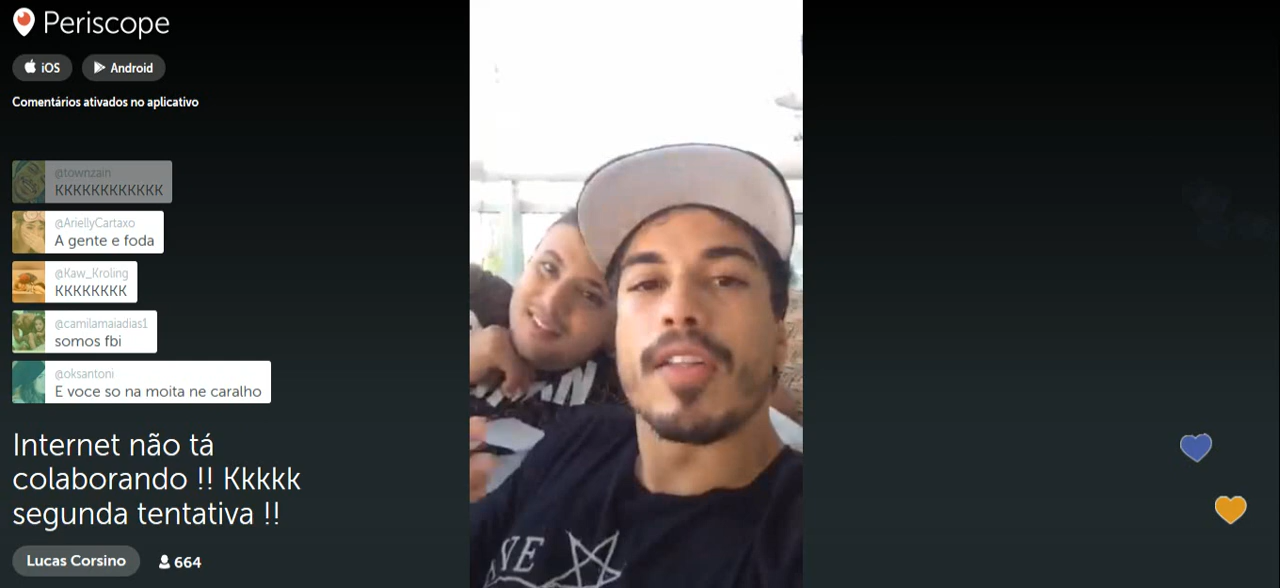 Periscope
iOS
Android
Comentários ativados no aplicativo
@townzain
KKKKKKKKKKKK
@AriellyCartaxo
A gente e foda
@Kaw_Kroling
KKKKKKKK
@camilamaiadias1
somos fbi
@oksantoni
E voce so na moita ne caralho
Internet não tá
colaborando !! Kkkkk
segunda tentativa !!
Lucas Corsino
664